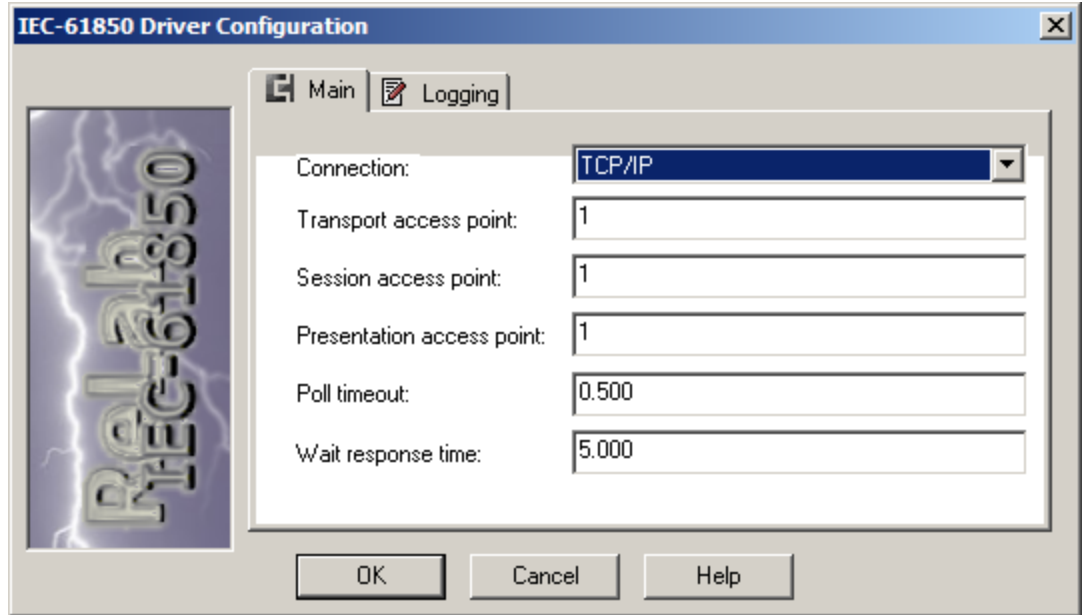 IEC-61850 Driver Configuration
Main
Logging
RelLab
IEC-61850
Connection:
TCP/IP
Transport access point:
1
Session access point:
1
Presentation access point:
1
Poll timeout:
0.500
Wait response time:
5.000
OK
Cancel
Help